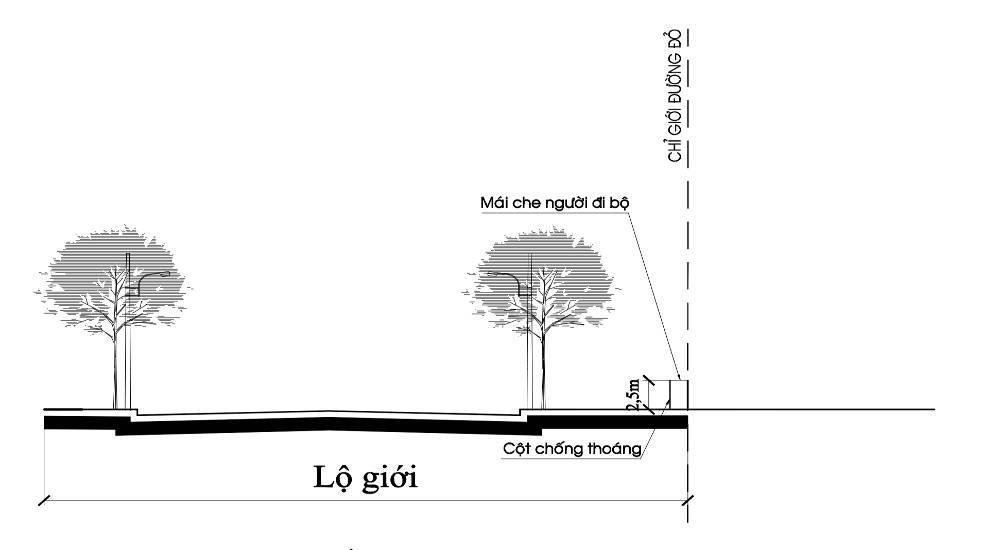 CHỈ GIỚI ĐƯỜNG ĐỎ
Mái che người đi bộ
2,5m
Cột chống thoáng
Lộ giới